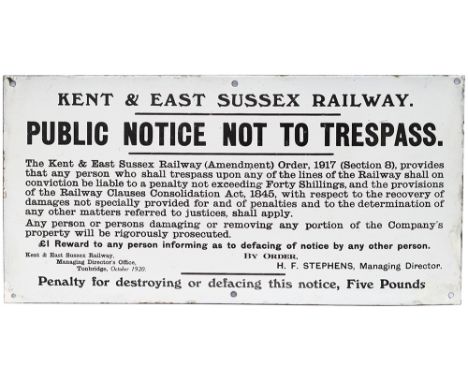 KENT & EAST SUSSEX RAILWAY.
PUBLIC NOTICE NOT TO TRESPASS.
The Kent & East Sussex Railway (Amendment) Order, 1917 (Section 8), provides
that any person who shall trespass upon any of the lines of the Railway shall on
conviction be liable to a penalty not exceeding Forty Shillings, and the provisions
of the Railway Clauses Consolidation Act, 1845, with respect to the recovery of
damages not specially provided for and of penalties and to the determination of
any other matters referred to justices, shall apply.
Any person or persons damaging or removing any portion of the Company's
property will be rigorously prosecuted.
£1 Reward to any person informing as to defacing of notice by any other person.
Kent & East Sussex Railway,
Managing Director's Office,
Tonbridge, October 1920.
BY ORDER,
H. F. STEPHENS, Managing Director.
Penalty for destroying or defacing this notice, Five Pounds